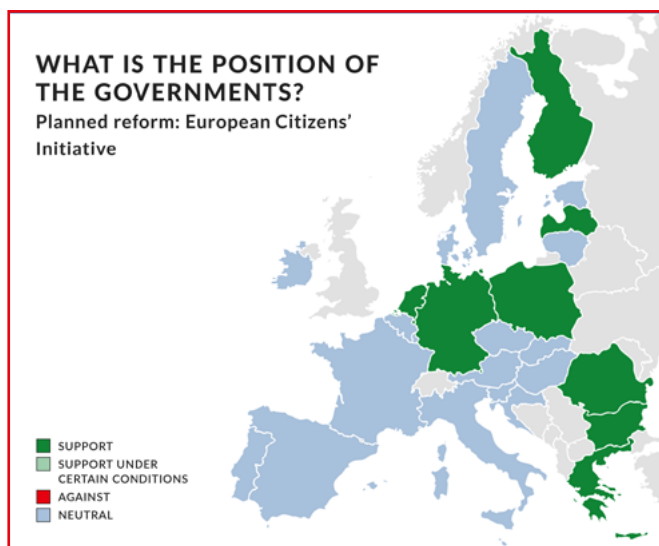 WHAT IS THE POSITION OF
THE GOVERNMENTS?
Planned reform: European Citizens'
Initiative
SUPPORT
SUPPORT UNDER
CERTAIN CONDITIONS
AGAINST
NEUTRAL